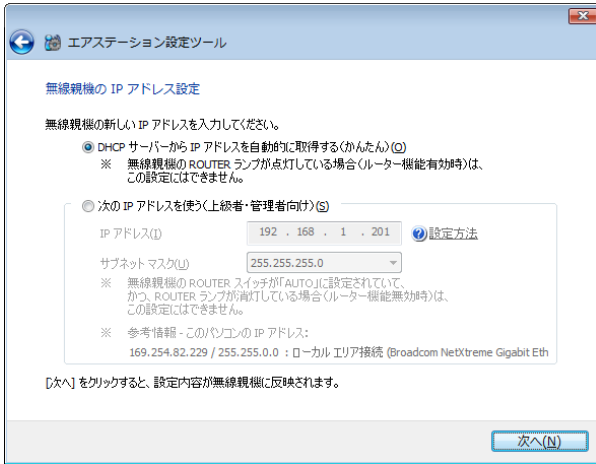 エアステーション設定ツール
無線親機の IP アドレス設定
無線親機の新しい IP アドレスを入力してください。
DHCP サーバーから IP アドレスを自動的に取得する(かんたん)(O)
※ 無線親機の ROUTER ランプが点灯している場合(ルーター機能有効時)は、
この設定にはできません。
次の IP アドレスを使う(上級者・管理者向け)(S)
IP アドレス(I) 192 . 168 . 1 . 201 設定方法
サブネット マスク(U) 255.255.255.0
※ 無線親機の ROUTER スイッチが「AUTO」に設定されていて、
かつ、ROUTER ランプが消灯している場合(ルーター機能無効時)は、
この設定にはできません。
※ 参考情報 - このパソコンの IP アドレス:
169.254.82.229 / 255.255.0.0 : ローカル エリア接続 (Broadcom NetXtreme Gigabit Eth
[次へ] をクリックすると、設定内容が無線親機に反映されます。
次へ(N)